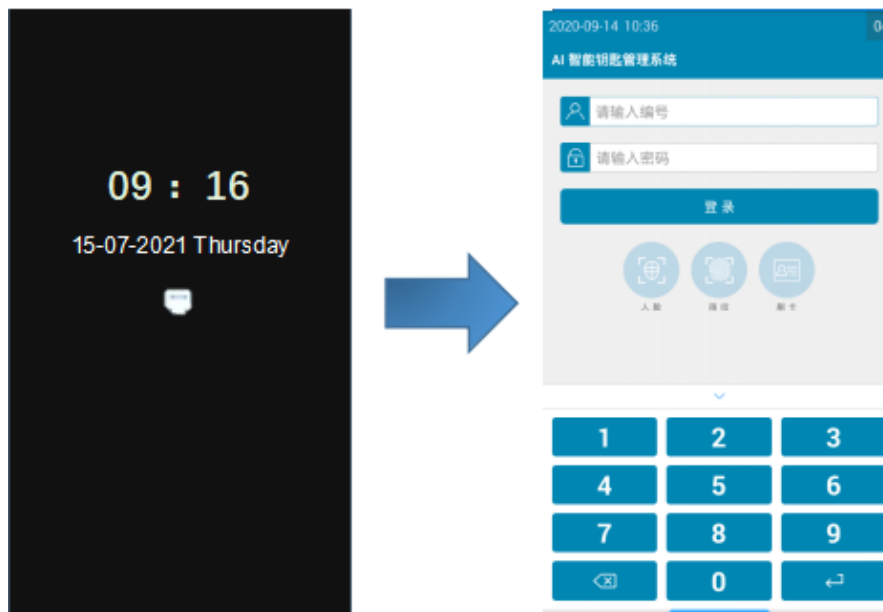 09 : 16
15-07-2021 Thursday
2020-09-14 10:36
AI 智能钥匙管理系统
请输入编号
请输入密码
登 录
人 脸
指 纹
刷 卡
1 2 3
4 5 6
7 8 9
0